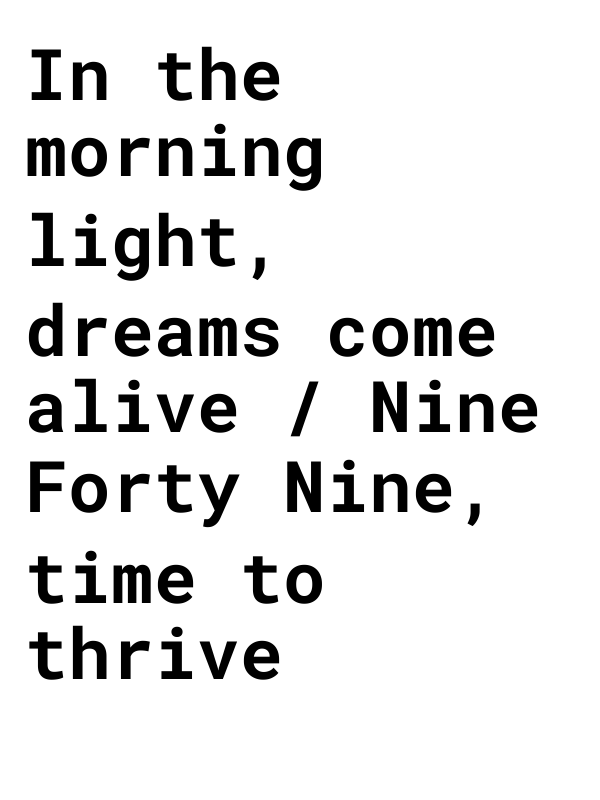 In the
morning
light,
dreams come
alive / Nine
Forty Nine,
time to
thrive